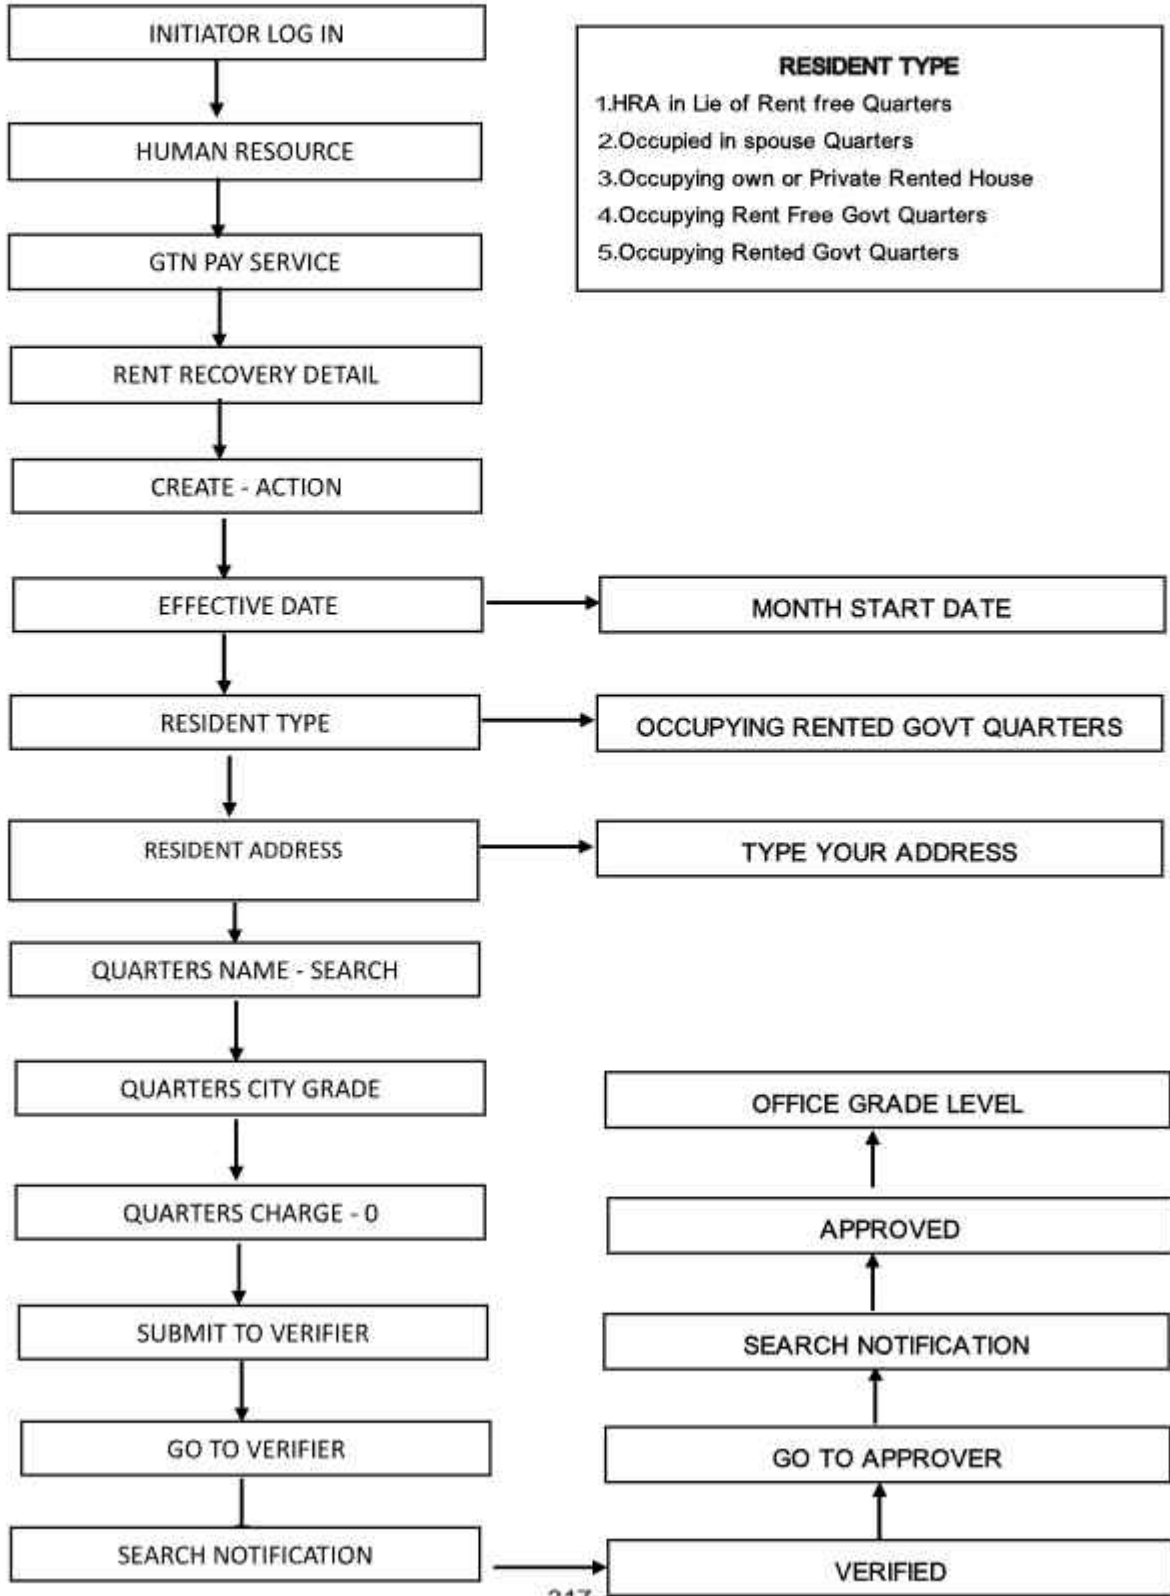 INITIATOR LOG IN
HUMAN RESOURCE
GTN PAY SERVICE
RENT RECOVERY DETAIL
CREATE - ACTION
EFFECTIVE DATE
MONTH START DATE
RESIDENT TYPE
OCCUPYING RENTED GOVT QUARTERS
RESIDENT ADDRESS
TYPE YOUR ADDRESS
QUARTERS NAME - SEARCH
QUARTERS CITY GRADE
QUARTERS CHARGE - 0
SUBMIT TO VERIFIER
GO TO VERIFIER
SEARCH NOTIFICATION
VERIFIED
GO TO APPROVER
SEARCH NOTIFICATION
APPROVED
OFFICE GRADE LEVEL
RESIDENT TYPE
1.HRA in Lie of Rent free Quarters
2.Occupied in spouse Quarters
3.Occupying own or Private Rented House
4.Occupying Rent Free Govt Quarters
5.Occupying Rented Govt Quarters